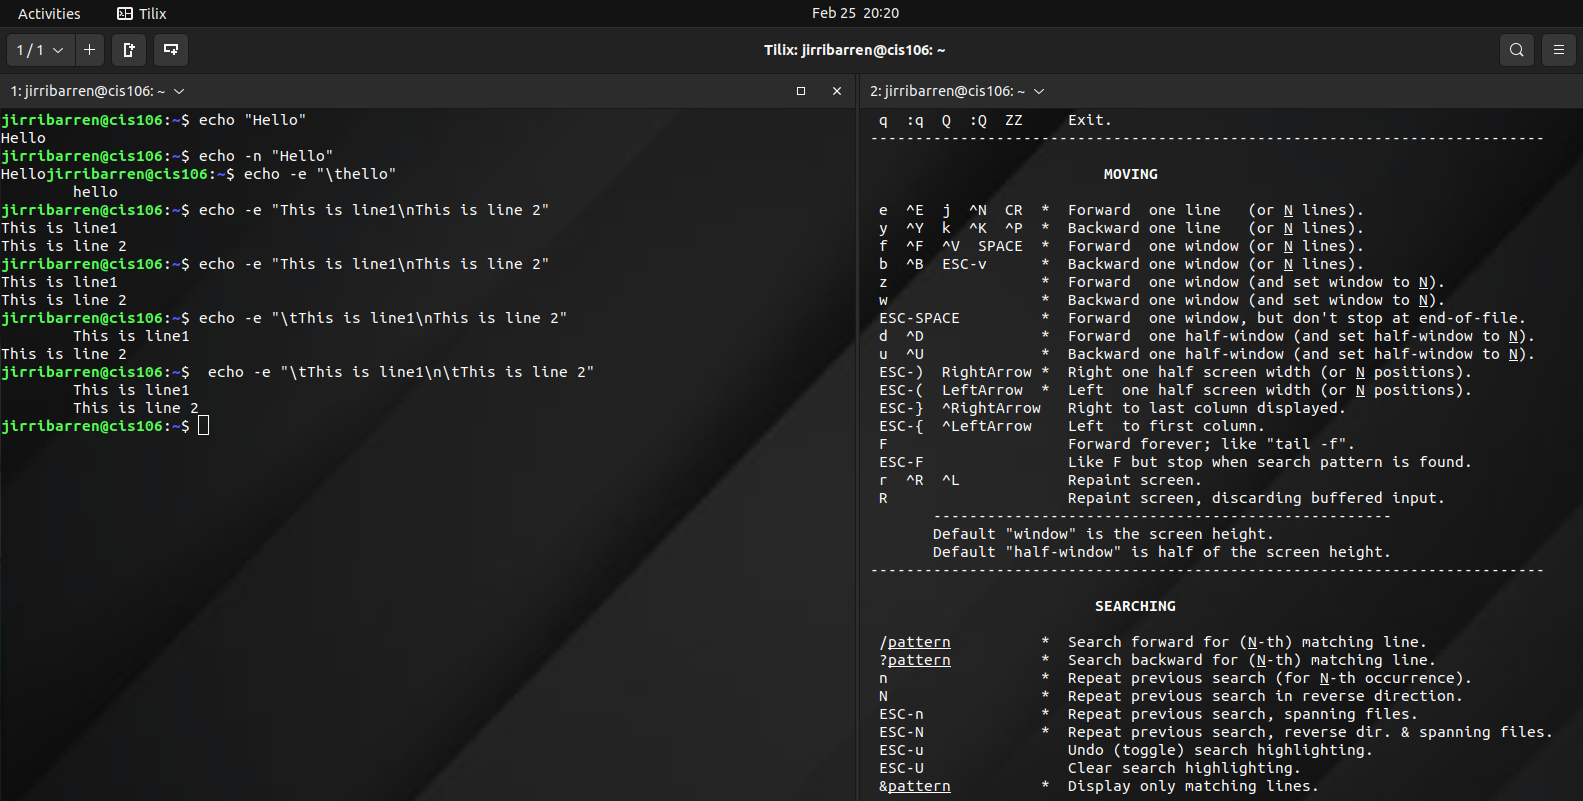 Activities Tilix Feb 25 20:20
1 / 1 Tilix: jirribarren@cis106: ~
1: jirribarren@cis106: ~
jirribarren@cis106:~$ echo "Hello"
Hello
jirribarren@cis106:~$ echo -n "Hello"
Hellojirribarren@cis106:~$ echo -e "\thello"
        hello
jirribarren@cis106:~$ echo -e "This is line1\nThis is line 2"
This is line1
This is line 2
jirribarren@cis106:~$ echo -e "This is line1\nThis is line 2"
This is line1
This is line 2
jirribarren@cis106:~$ echo -e "\tThis is line1\nThis is line 2"
        This is line1
This is line 2
jirribarren@cis106:~$  echo -e "\tThis is line1\n\tThis is line 2"
        This is line1
        This is line 2
jirribarren@cis106:~$
2: jirribarren@cis106: ~
 q  :q  Q  :Q  ZZ     Exit.
---------------------------------------------------------------------------
                          MOVING
 e  ^E  j  ^N  CR  *  Forward  one line   (or N lines).
 y  ^Y  k  ^K  ^P  *  Backward one line   (or N lines).
 f  ^F  ^V  SPACE  *  Forward  one window (or N lines).
 b  ^B  ESC-v      *  Backward one window (or N lines).
 z                 *  Forward  one window (and set window to N).
 w                 *  Backward one window (and set window to N).
 ESC-SPACE         *  Forward  one window, but don't stop at end-of-file.
 d  ^D             *  Forward  one half-window (and set half-window to N).
 u  ^U             *  Backward one half-window (and set half-window to N).
 ESC-)  RightArrow *  Right one half screen width (or N positions).
 ESC-(  LeftArrow  *  Left  one half screen width (or N positions).
 ESC-}  ^RightArrow   Right to last column displayed.
 ESC-{  ^LeftArrow    Left  to first column.
 F                    Forward forever; like "tail -f".
 ESC-F                Like F but stop when search pattern is found.
 r  ^R  ^L            Repaint screen.
 R                    Repaint screen, discarding buffered input.
       ---------------------------------------------------
       Default "window" is the screen height.
       Default "half-window" is half of the screen height.
---------------------------------------------------------------------------
                         SEARCHING
 /pattern          *  Search forward for (N-th) matching line.
 ?pattern          *  Search backward for (N-th) matching line.
 n                 *  Repeat previous search (for N-th occurrence).
 N                 *  Repeat previous search in reverse direction.
 ESC-n             *  Repeat previous search, spanning files.
 ESC-N             *  Repeat previous search, reverse dir. & spanning files.
 ESC-u                Undo (toggle) search highlighting.
 ESC-U                Clear search highlighting.
 &pattern          *  Display only matching lines.